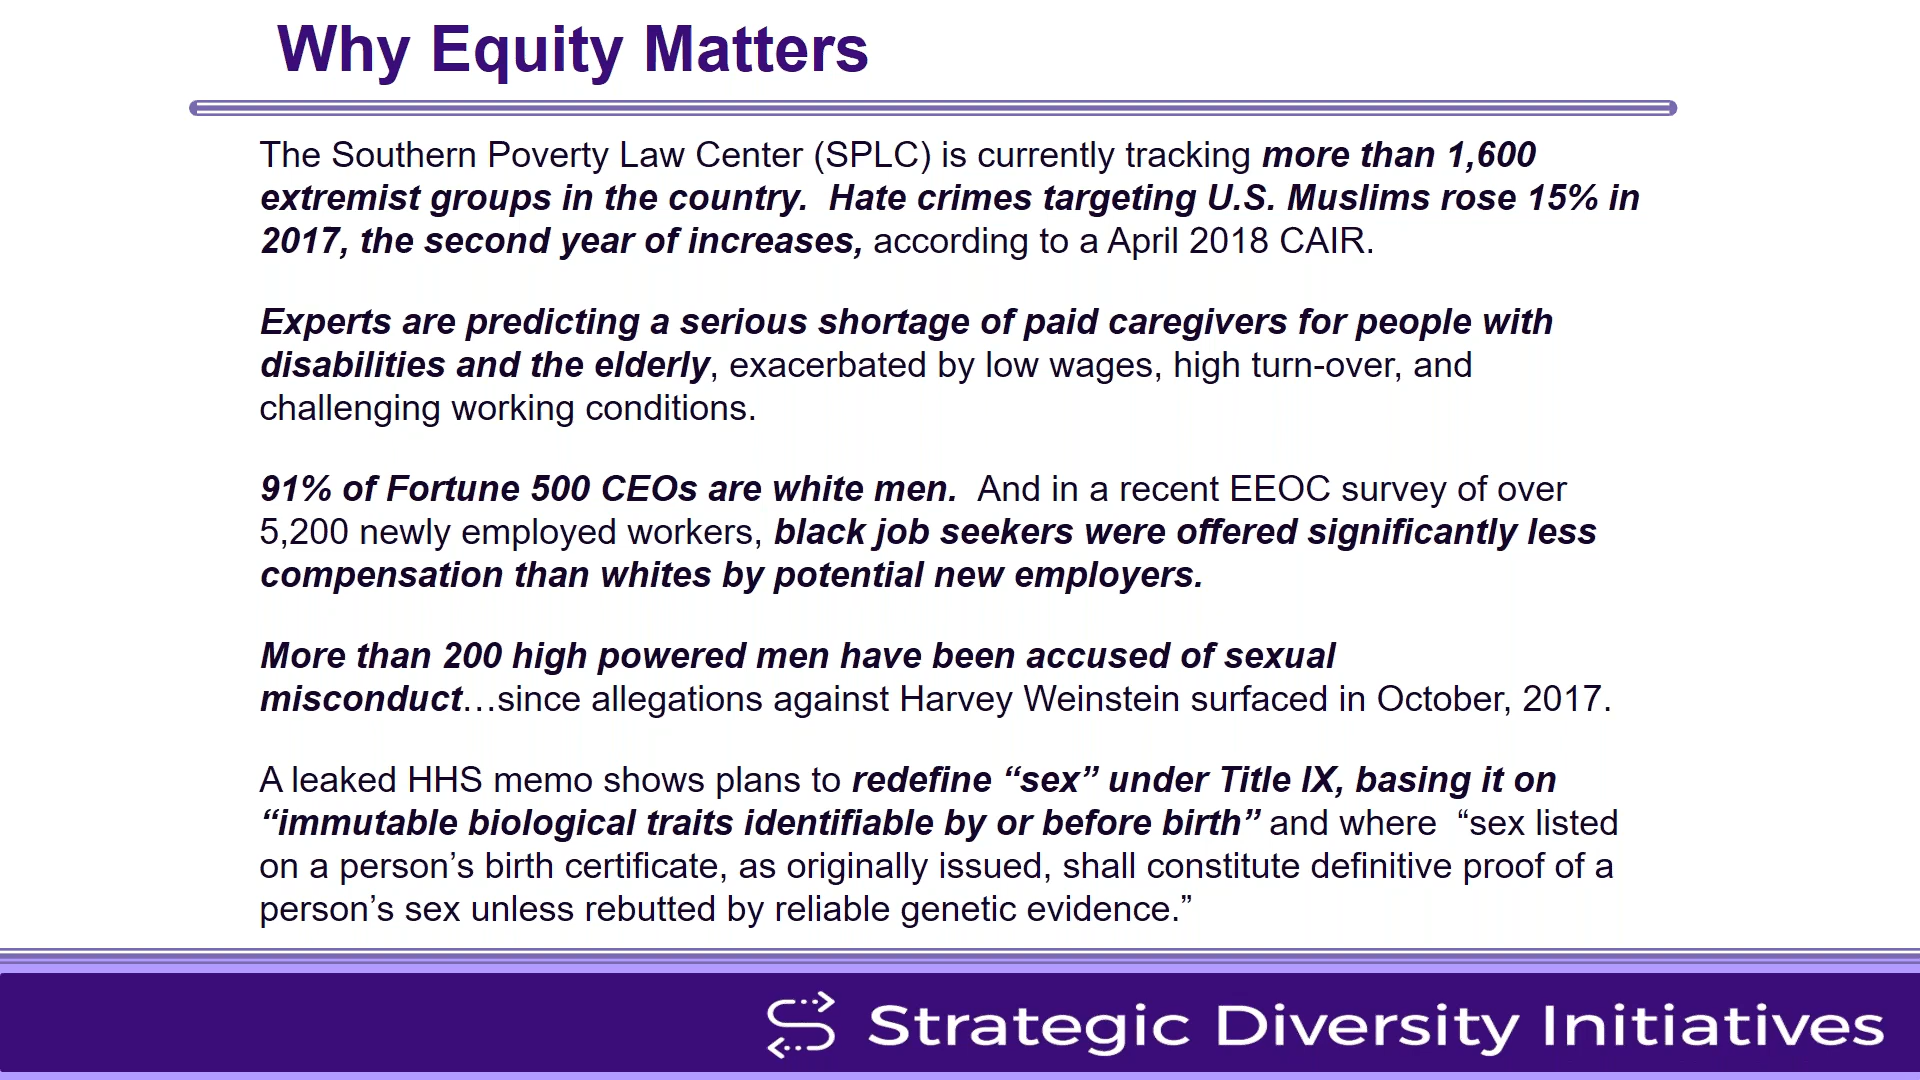 Why Equity Matters
The Southern Poverty Law Center (SPLC) is currently tracking more than 1,600
extremist groups in the country.  Hate crimes targeting U.S. Muslims rose 15% in
2017, the second year of increases, according to a April 2018 CAIR.
Experts are predicting a serious shortage of paid caregivers for people with
disabilities and the elderly, exacerbated by low wages, high turn-over, and
challenging working conditions.
91% of Fortune 500 CEOs are white men.  And in a recent EEOC survey of over
5,200 newly employed workers, black job seekers were offered significantly less
compensation than whites by potential new employers.
More than 200 high powered men have been accused of sexual
misconduct…since allegations against Harvey Weinstein surfaced in October, 2017.
A leaked HHS memo shows plans to redefine “sex” under Title IX, basing it on
“immutable biological traits identifiable by or before birth” and where  “sex listed
on a person’s birth certificate, as originally issued, shall constitute definitive proof of a
person’s sex unless rebutted by reliable genetic evidence.”
Strategic Diversity Initiatives